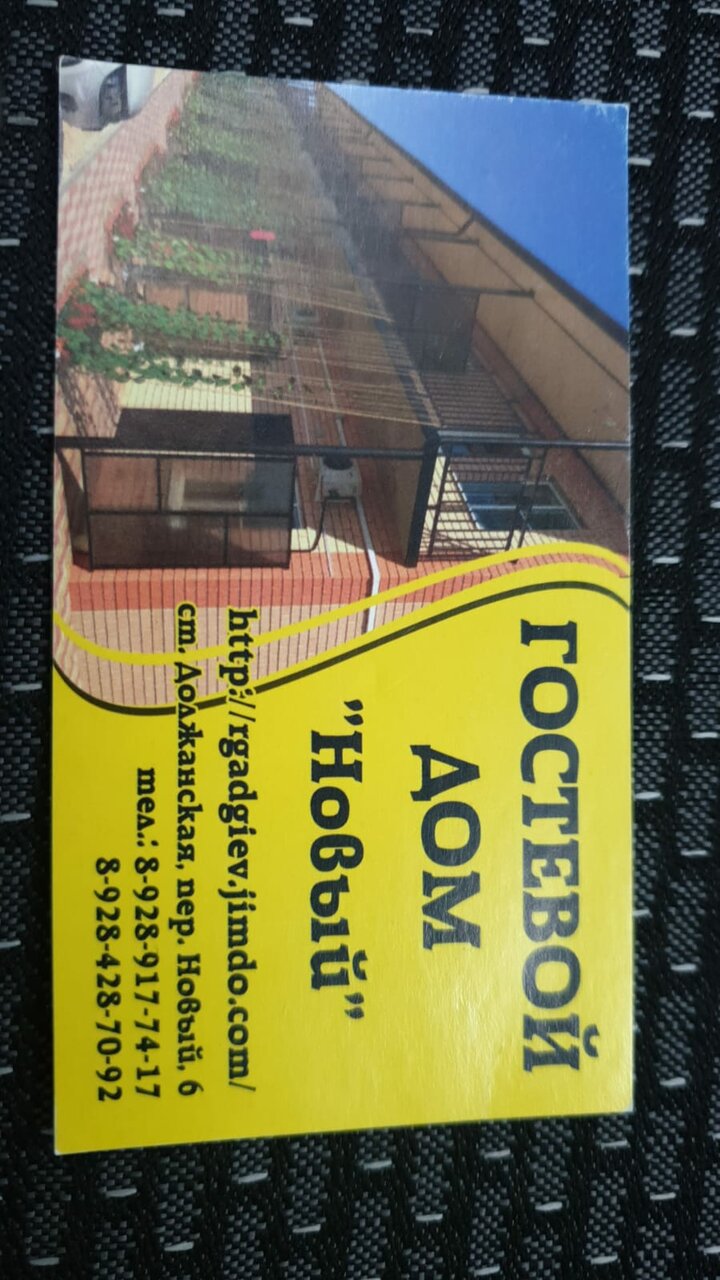 ГОСТЕВОЙ
ДОМ
"Новый"
http://rgadgiev.jimdo.com/
ст. Должанская, пер. Новый, 6
тел.: 8-928-917-74-17
8-928-428-70-92